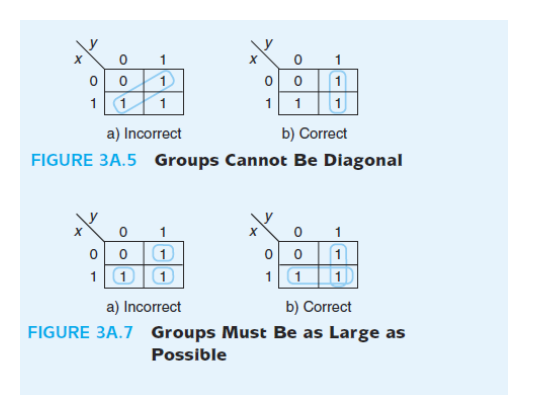 y y
x 0 1 x 0 1
0 0 1 0 0 1
1 1 1 1 1 1
a) Incorrect b) Correct
FIGURE 3A.5 Groups Cannot Be Diagonal
y y
x 0 1 x 0 1
0 0 1 0 0 1
1 1 1 1 1 1
a) Incorrect b) Correct
FIGURE 3A.7 Groups Must Be as Large as
Possible